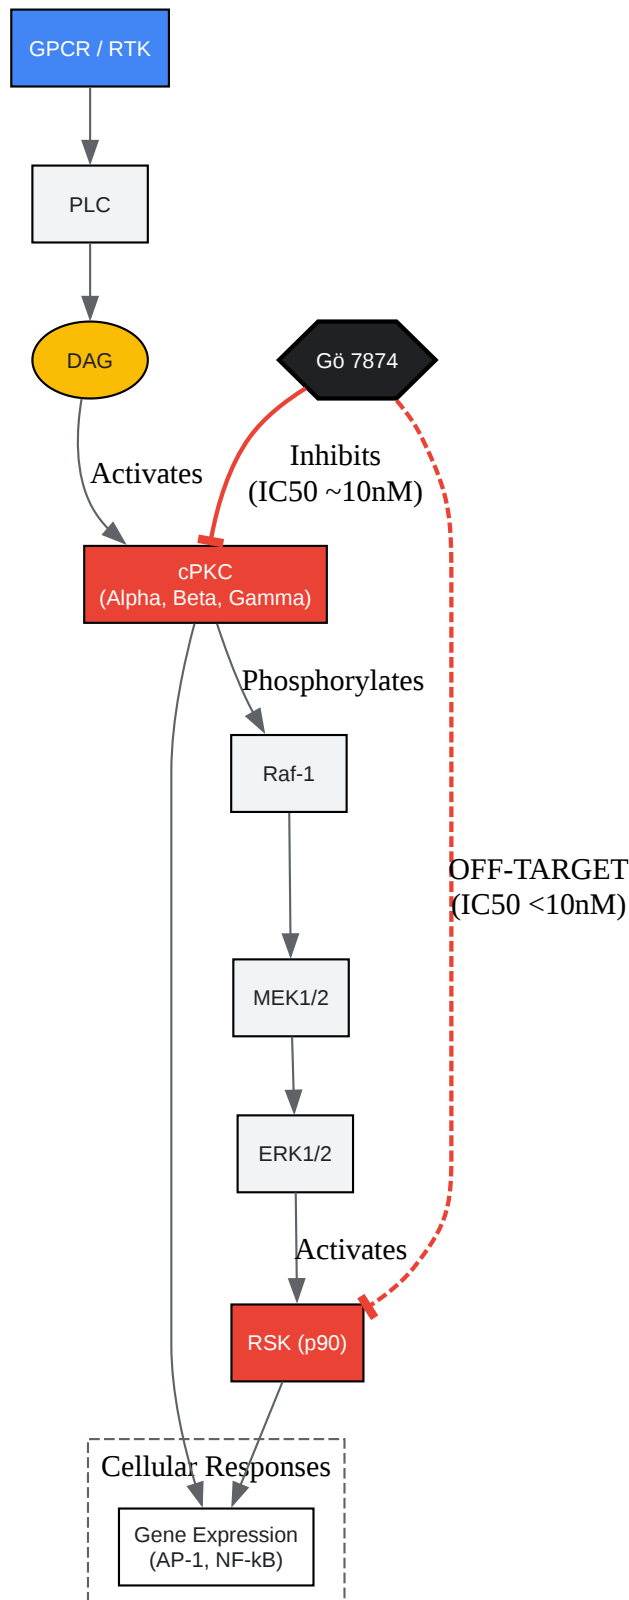 GPCR / RTK
PLC
DAG
Gö 7874
Activates
Inhibits
(IC50 ~10nM)
cPKC
(Alpha, Beta, Gamma)
Phosphorylates
Raf-1
OFF-TARGET
(IC50 <10nM)
MEK1/2
ERK1/2
Activates
RSK (p90)
Cellular Responses
Gene Expression
(AP-1, NF-kB)